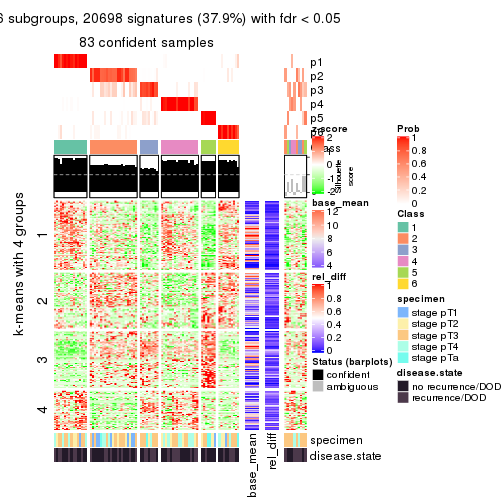 6 subgroups, 20698 signatures (37.9%) with fdr < 0.05
83 confident samples
p1
p2
p3
p4
p5
z-score
2
1
0
-1
-2
Silhouette
score
Prob
1
0.8
0.6
0.4
0.2
0
k-means with 4 groups
1
2
3
4
base_mean
12
10
8
6
4
rel_diff
1
0.8
0.6
0.4
0.2
0
Status (barplots)
confident
ambiguous
Class
1
2
3
4
5
6
specimen
stage pT1
stage pT2
stage pT3
stage pT4
stage pTa
disease.state
no recurrence/DOD
recurrence/DOD
specimen
disease.state
base_mean
rel_diff